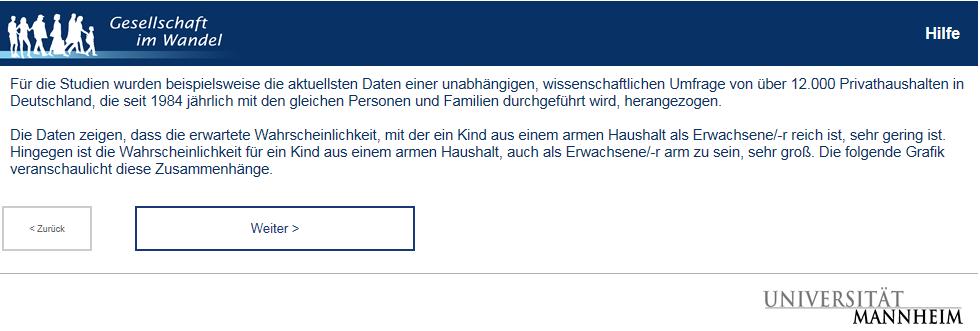 Gesellschaft
im Wandel
Hilfe
Für die Studien wurden beispielsweise die aktuellsten Daten einer unabhängigen, wissenschaftlichen Umfrage von über 12.000 Privathaushalten in
Deutschland, die seit 1984 jährlich mit den gleichen Personen und Familien durchgeführt wird, herangezogen.
Die Daten zeigen, dass die erwartete Wahrscheinlichkeit, mit der ein Kind aus einem armen Haushalt als Erwachsene/-r reich ist, sehr gering ist.
Hingegen ist die Wahrscheinlichkeit für ein Kind aus einem armen Haushalt, auch als Erwachsene/-r arm zu sein, sehr groß. Die folgende Grafik
veranschaulicht diese Zusammenhänge.
< Zurück
Weiter >
UNIVERSITÄT
MANNHEIM